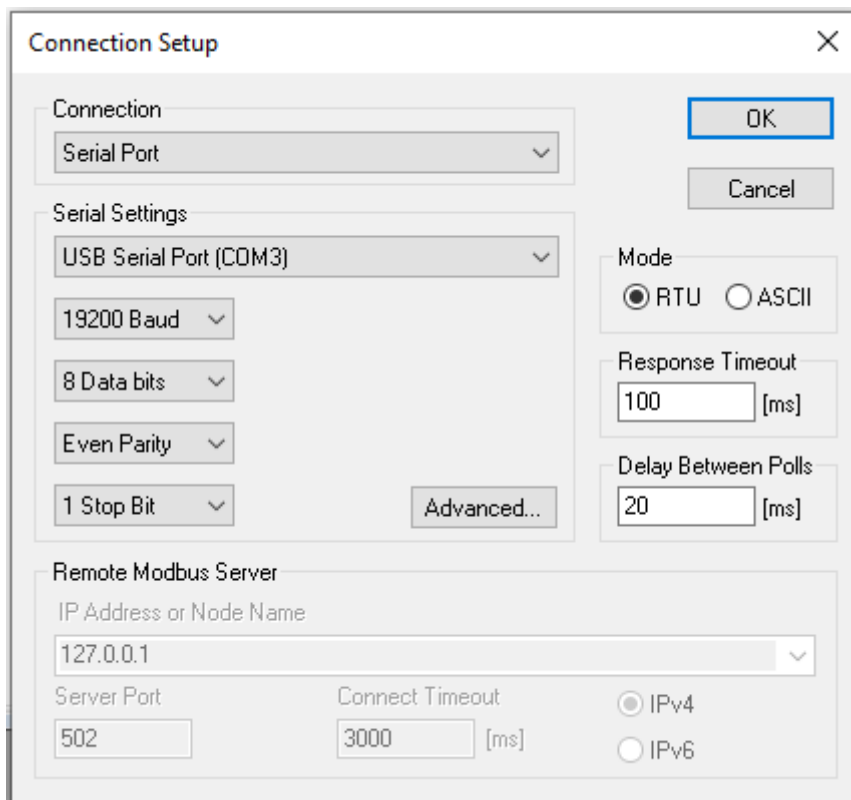 Connection Setup
Connection
Serial Port
OK
Cancel
Serial Settings
USB Serial Port (COM3)
19200 Baud
8 Data bits
Even Parity
1 Stop Bit
Advanced...
Mode
RTU ASCII
Response Timeout
100 [ms]
Delay Between Polls
20 [ms]
Remote Modbus Server
IP Address or Node Name
127.0.0.1
Server Port Connect Timeout
502 3000 [ms]
IPv4
IPv6